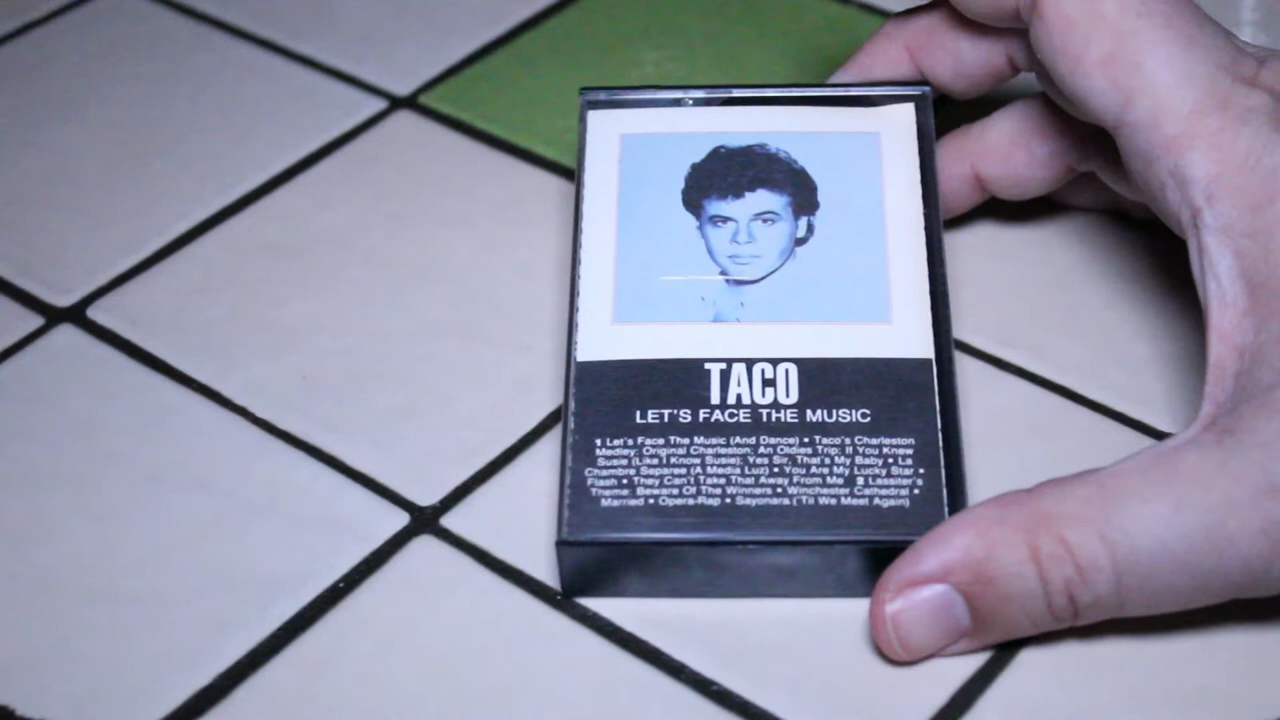 TACO
LET'S FACE THE MUSIC
1 Let's Face The Music (And Dance) • Taco's Charleston
Medley: Original Charleston; An Oldies Trip; If You Knew
Susie (Like I Know Susie); Yes Sir, That's My Baby • La
Chambre Separee (A Media Luz) • You Are My Lucky Star •
Flash • They Can't Take That Away From Me 2 Lassiter's
Theme: Beware Of The Winners • Winchester Cathedral •
Married • Opera-Rap • Sayonara ('Til We Meet Again)